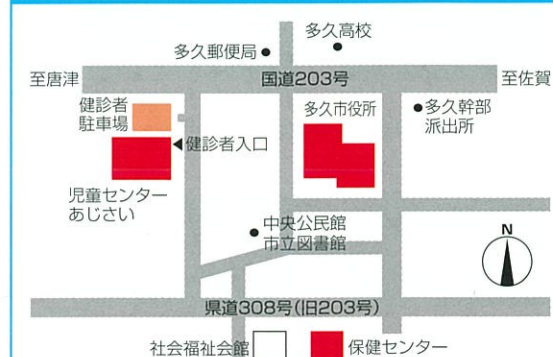 多久高校
多久郵便局
国道203号
至唐津
至佐賀
健診者
駐車場
多久市役所
多久幹部
派出所
健診者入口
児童センター
あじさい
中央公民館
市立図書館
N
県道308号(旧203号)
社会福祉会館
保健センター